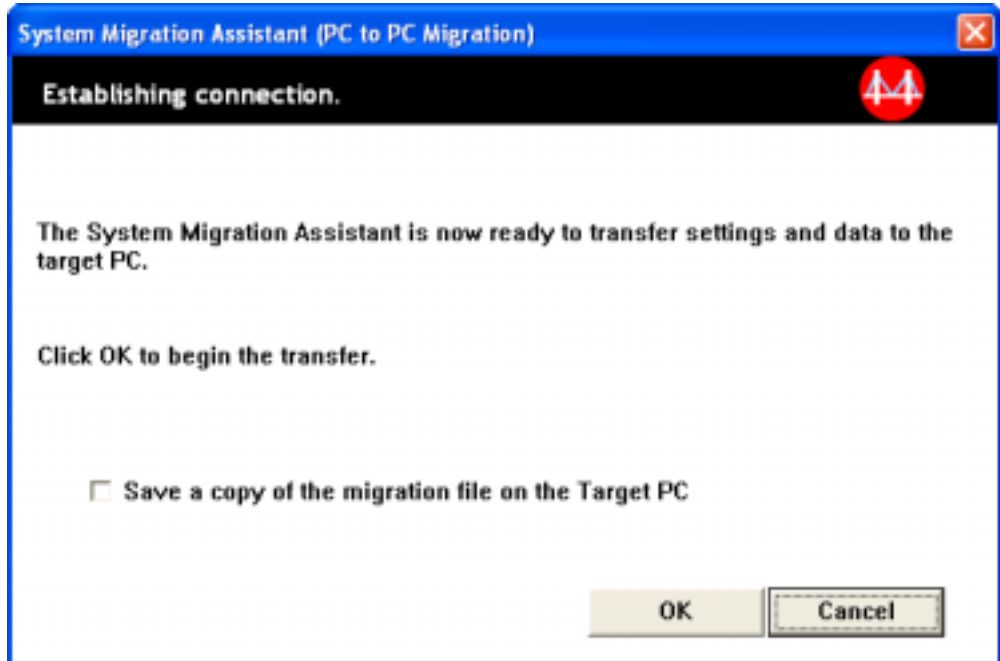 System Migration Assistant (PC to PC Migration)
Establishing connection.
The System Migration Assistant is now ready to transfer settings and data to the
target PC.
Click OK to begin the transfer.
Save a copy of the migration file on the Target PC
OK
Cancel